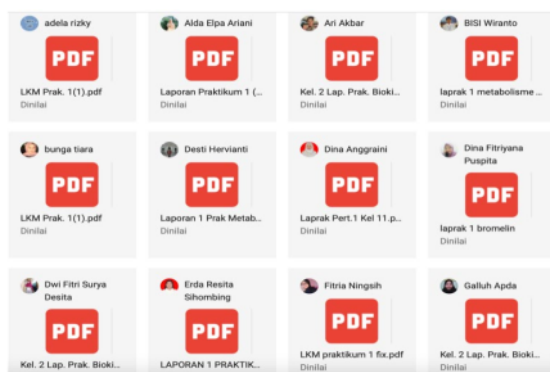 adela rizky
PDF
LKM Prak. 1(1).pdf
Dinilai
Alda Elpa Ariani
PDF
Laporan Praktikum 1 (...
Dinilai
Ari Akbar
PDF
Kel. 2 Lap. Prak. Bioki...
Dinilai
BISI Wiranto
PDF
laprak 1 metabolisme ...
Dinilai
bunga tiara
PDF
LKM Prak. 1(1).pdf
Dinilai
Desti Hervianti
PDF
Laporan 1 Prak Metab...
Dinilai
Dina Anggraini
PDF
Laprak Pert.1 Kel 11.p...
Dinilai
Dina Fitriyana
Puspita
PDF
laprak 1 bromelin
Dinilai
Dwi Fitri Surya
Desita
PDF
Kel. 2 Lap. Prak. Bioki...
Erda Resita
Sihombing
PDF
LAPORAN 1 PRAKTIK...
Fitria Ningsih
PDF
LKM praktikum 1 fix.pdf
Dinilai
Galluh Apda
PDF
Kel. 2 Lap. Prak. Bioki...
Dinilai